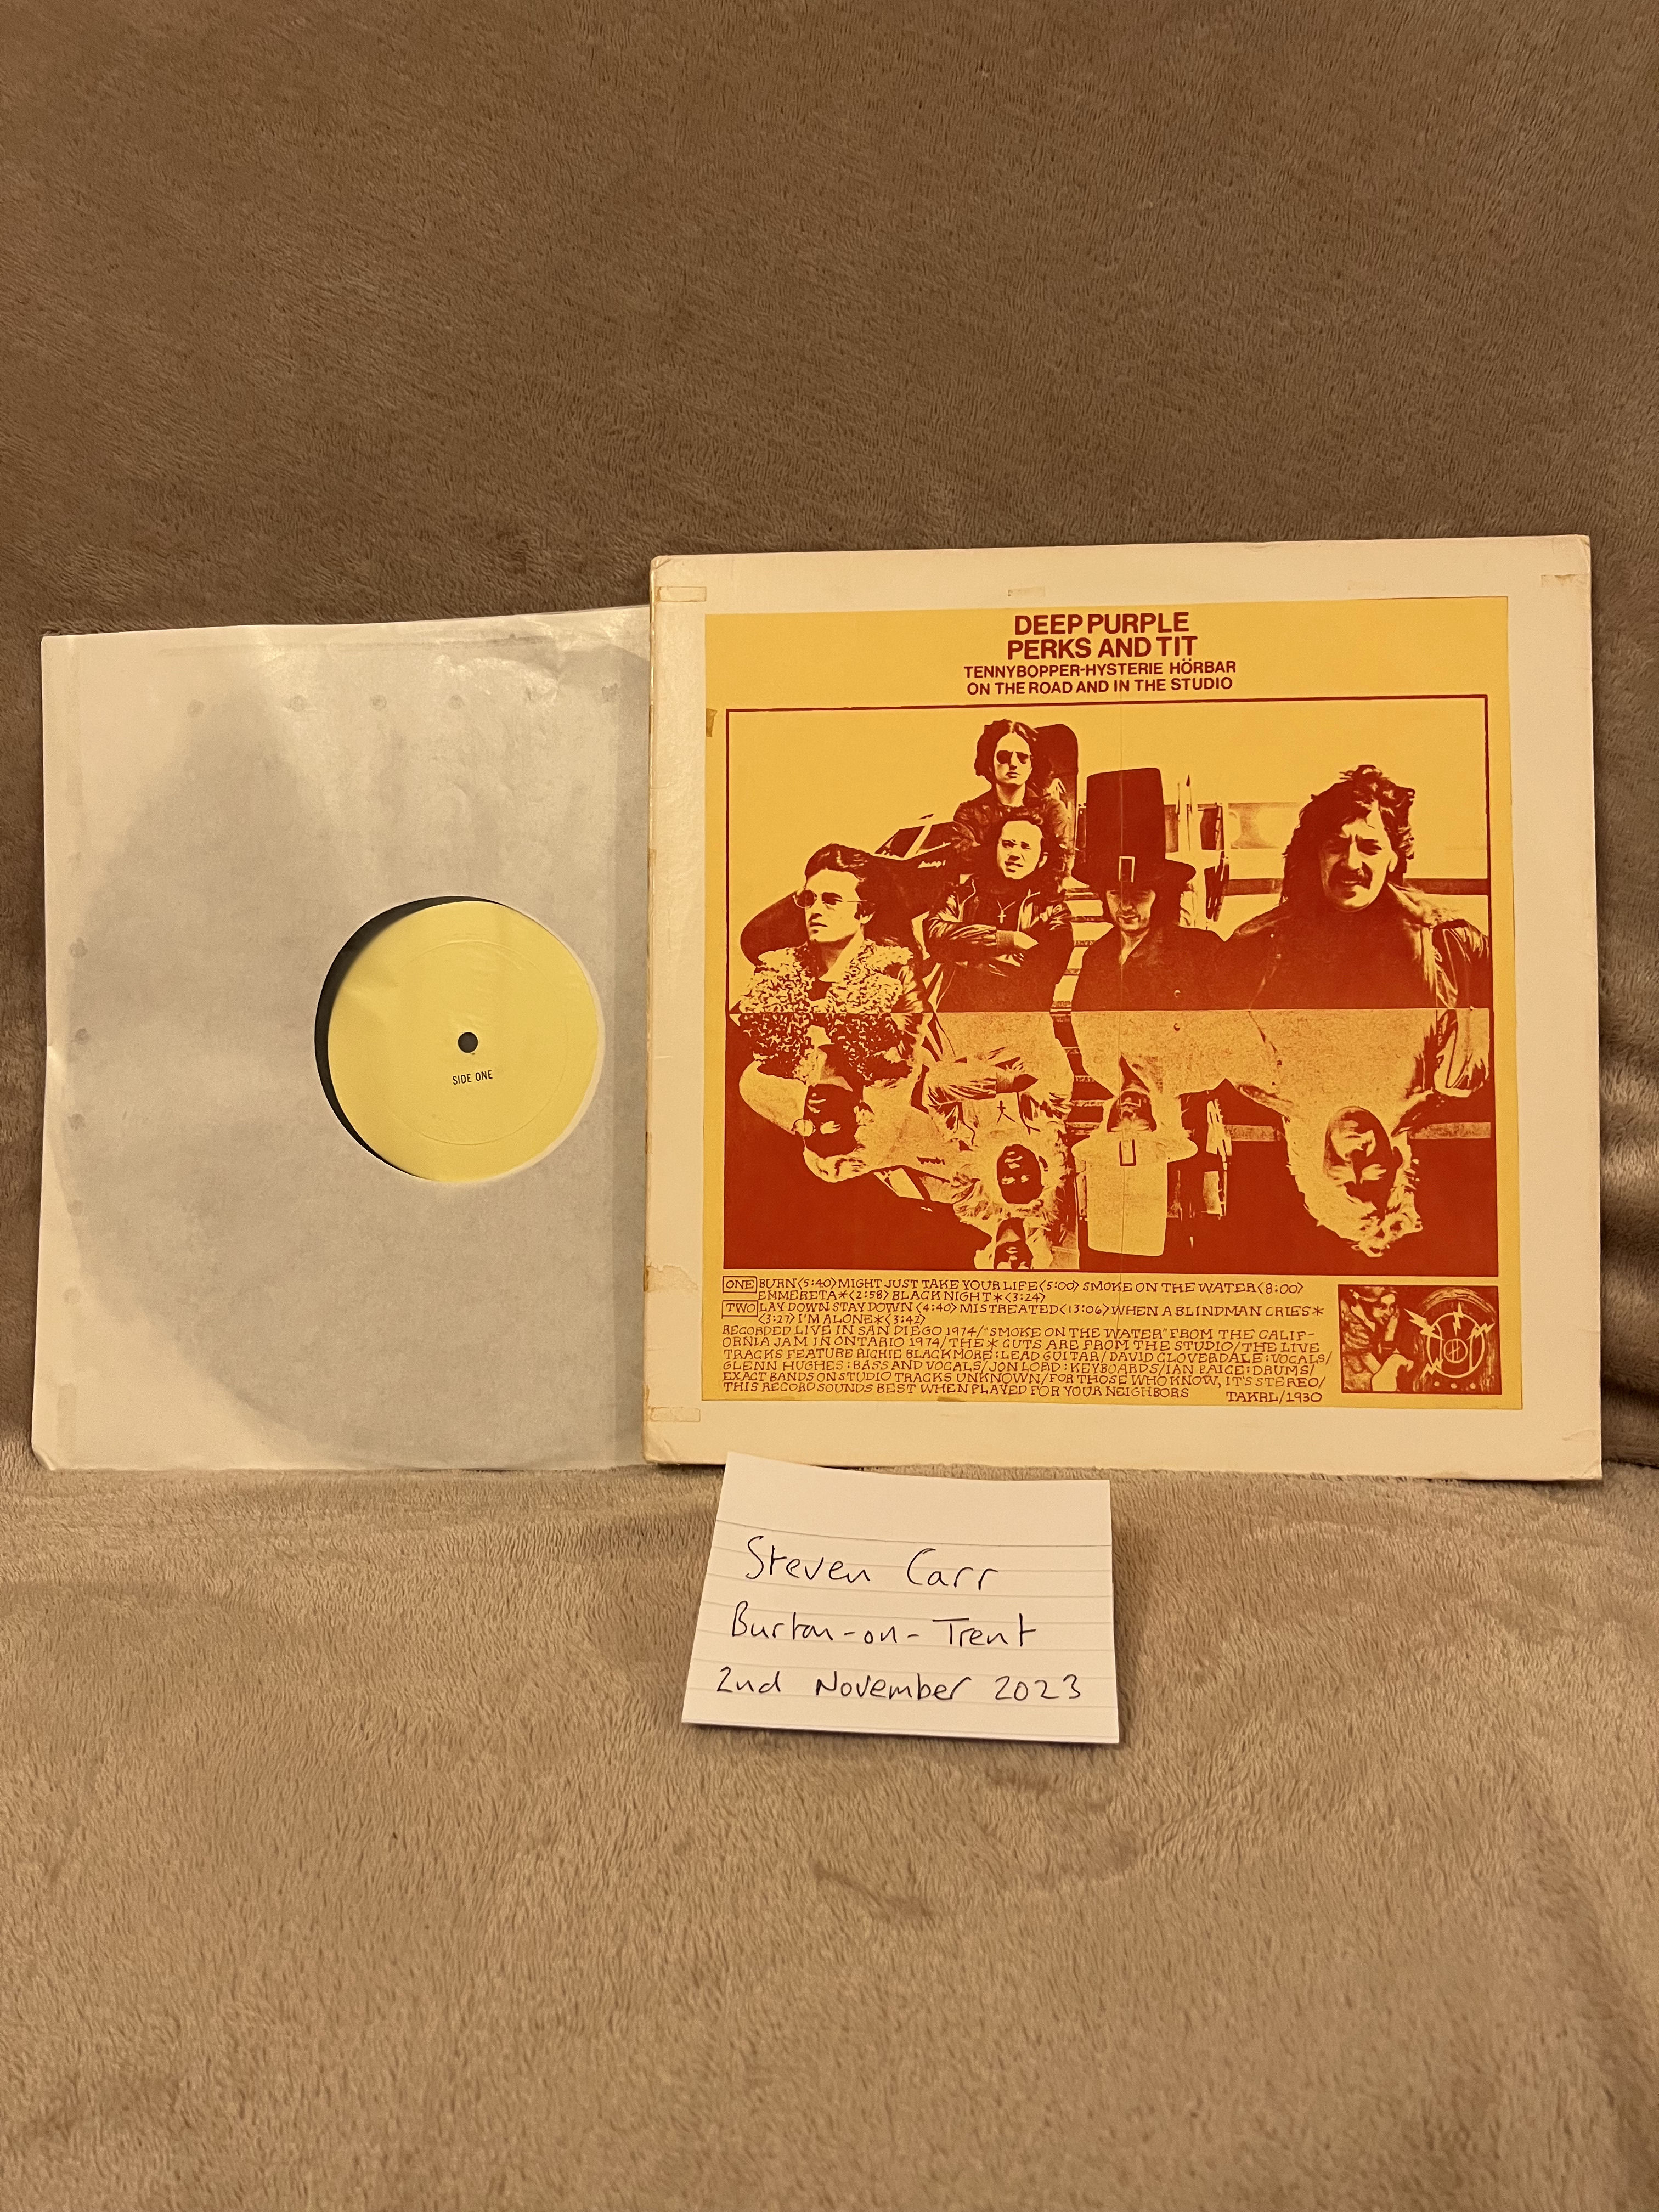 SIDE ONE
DEEP PURPLE
PERKS AND TIT
TENNYBOPPER-HYSTERIE HÖRBAR
ON THE ROAD AND IN THE STUDIO
ONE BURN<5:40>MIGHT JUST TAKE YOUR LIFE<5:00> SMOKE ON THE WATER<8:00>
EMMERETA*<2:58> BLACK NIGHT*<3:24>
TWO LAY DOWN STAY DOWN <4:40> MISTREATED<13:06> WHEN A BLINDMAN CRIES*
<3:27> I'M ALONE*<3:42>
RECORDED LIVE IN SAN DIEGO 1974/"SMOKE ON THE WATER" FROM THE CALIF-
ORNIA JAM IN ONTARIO 1974/THE * CUTS ARE FROM THE STUDIO/THE LIVE
TRACKS FEATURE RICHIE BLACKMORE:LEAD GUITAR/DAVID CLOVERDALE:VOCALS/
GLENN HUGHES:BASS AND VOCALS/JON LORD:KEYBOARDS/IAN PAIGE:DRUMS/
EXACT BANDS ON STUDIO TRACKS UNKNOWN/FOR THOSE WHO KNOW, IT'S STEREO/
THIS RECORD SOUNDS BEST WHEN PLAYED FOR YOUR NEIGHBORS TAKRL/1930
Steven Carr
Burton-on-Trent
2nd November 2023